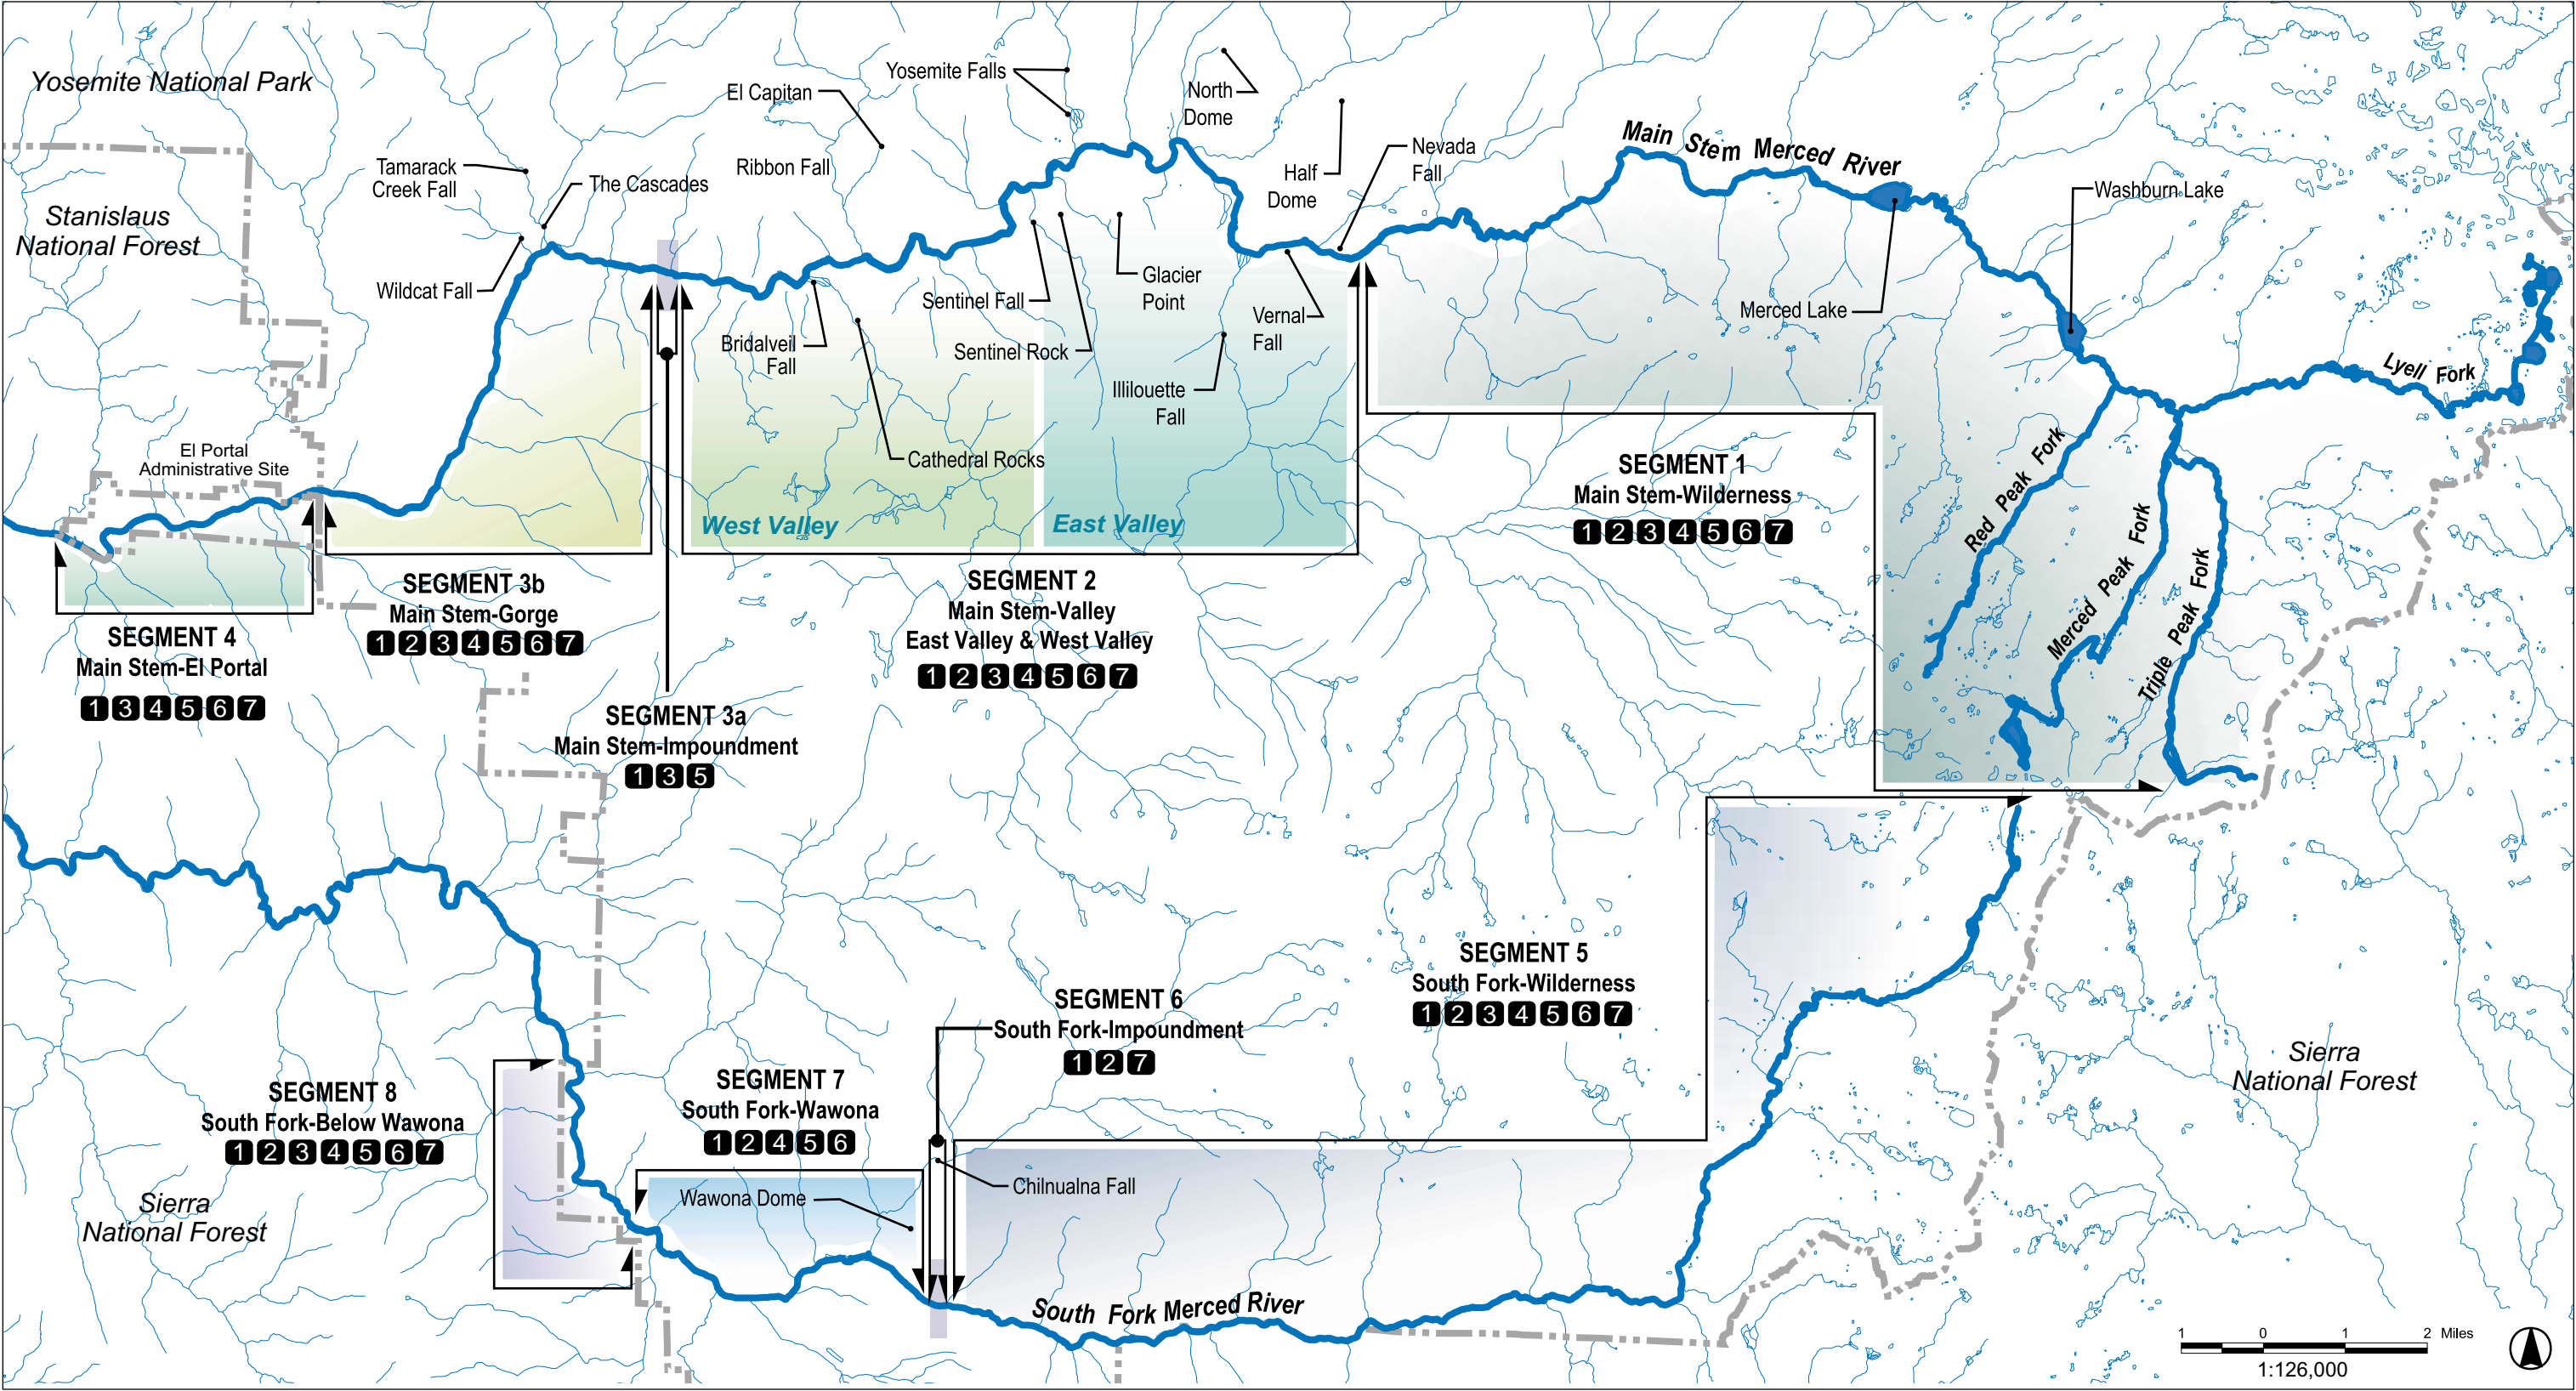 Yosemite National Park
Stanislaus
National Forest
Tamarack
Creek Fall
The Cascades
Wildcat Fall
El Capitan
Ribbon Fall
Yosemite Falls
North
Dome
Half
Dome
Nevada
Fall
Main Stem Merced River
Washburn Lake
Merced Lake
Lyell Fork
Bridalveil
Fall
Sentinel Fall
Sentinel Rock
Glacier
Point
Vernal
Fall
Illilouette
Fall
Cathedral Rocks
West Valley
East Valley
El Portal
Administrative Site
Red Peak Fork
Merced Peak Fork
Triple Peak Fork
SEGMENT 1
Main Stem-Wilderness
1 2 3 4 5 6 7
SEGMENT 2
Main Stem-Valley
East Valley & West Valley
1 2 3 4 5 6 7
SEGMENT 3b
Main Stem-Gorge
1 2 3 4 5 6 7
SEGMENT 4
Main Stem-El Portal
1 3 4 5 6 7
SEGMENT 3a
Main Stem-Impoundment
1 3 5
SEGMENT 5
South Fork-Wilderness
1 2 3 4 5 6 7
SEGMENT 6
South Fork-Impoundment
1 2 7
SEGMENT 7
South Fork-Wawona
1 2 4 5 6
SEGMENT 8
South Fork-Below Wawona
1 2 3 4 5 6 7
Wawona Dome
Chilnualna Fall
Sierra
National Forest
Sierra
National Forest
South Fork Merced River
1 0 1 2 Miles
1:126,000